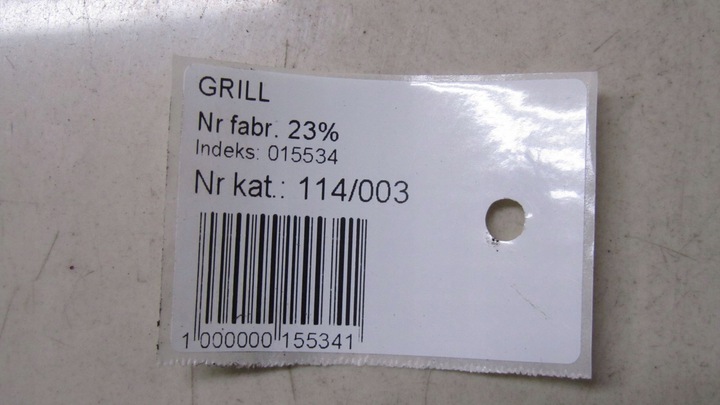 GRILL
Nr fabr. 23%
Indeks: 015534
Nr kat.: 114/003
1 000000 155341